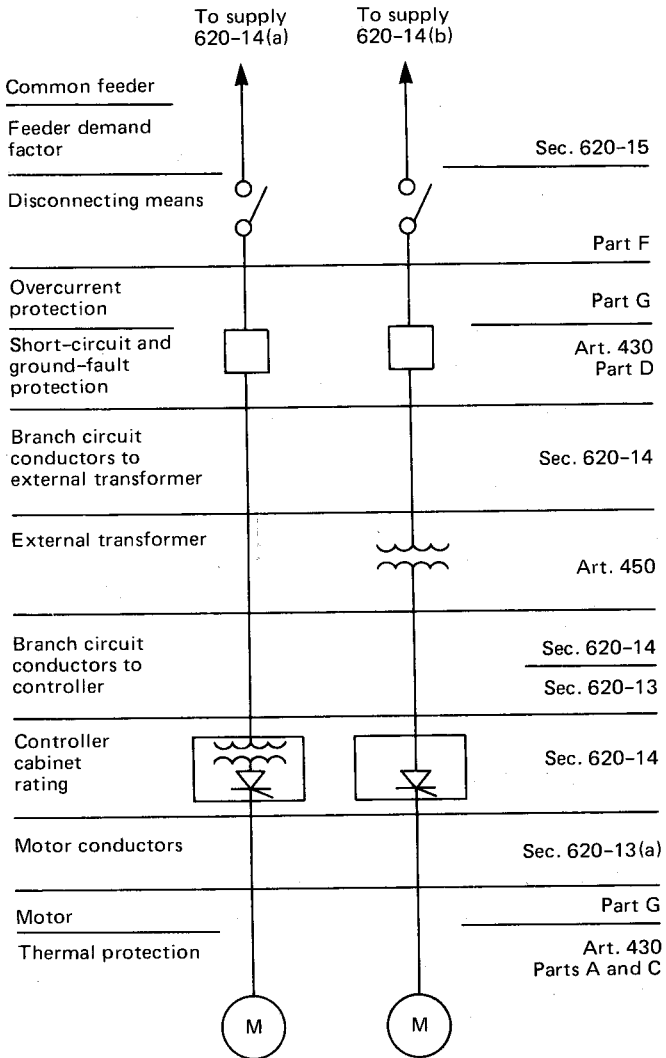 To supply
620-14(a)
To supply
620-14(b)
Common feeder
Feeder demand
factor
Sec. 620-15
Disconnecting means
Part F
Overcurrent
protection
Part G
Short-circuit and
ground-fault
protection
Art. 430
Part D
Branch circuit
conductors to
external transformer
Sec. 620-14
External transformer
Art. 450
Branch circuit
conductors to
controller
Sec. 620-14
Sec. 620-13
Controller
cabinet
rating
Sec. 620-14
Motor conductors
Sec. 620-13(a)
Motor
Part G
Thermal protection
Art. 430
Parts A and C
M
M